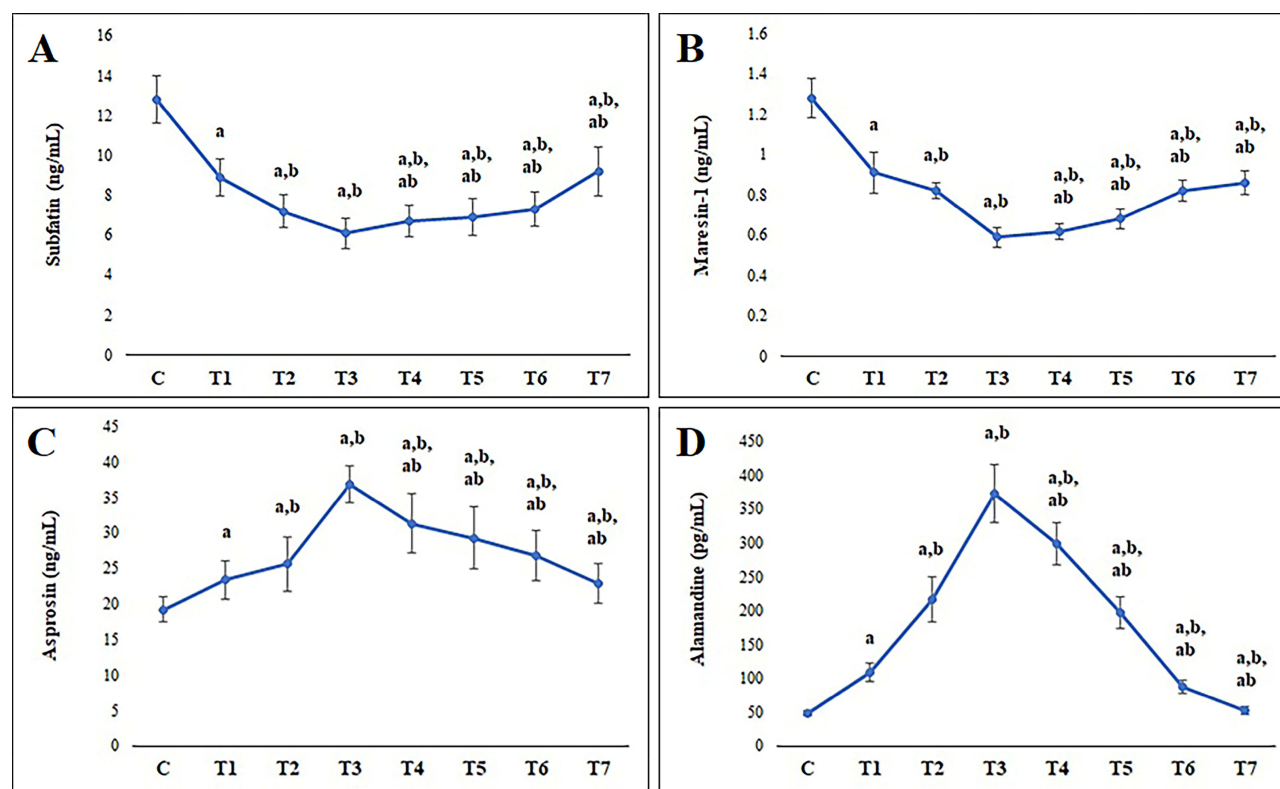 A
Subfatin (ng/mL)
16
14
12
10
8
6
4
2
0
a
a,b
a,b
a,b,
ab
a,b,
ab
a,b,
ab
a,b,
ab
C T1 T2 T3 T4 T5 T6 T7
B
Maresin-1 (ng/mL)
1.6
1.4
1.2
1
0.8
0.6
0.4
0.2
0
a
a,b
a,b
a,b,
ab
a,b,
ab
a,b,
ab
a,b,
ab
C T1 T2 T3 T4 T5 T6 T7
C
Asprosin (ng/mL)
45
40
35
30
25
20
15
10
5
0
a
a,b
a,b
a,b,
ab
a,b,
ab
a,b,
ab
a,b,
ab
C T1 T2 T3 T4 T5 T6 T7
D
Alamandine (pg/mL)
450
400
350
300
250
200
150
100
50
0
a
a,b
a,b
a,b,
ab
a,b,
ab
a,b,
ab
a,b,
ab
C T1 T2 T3 T4 T5 T6 T7